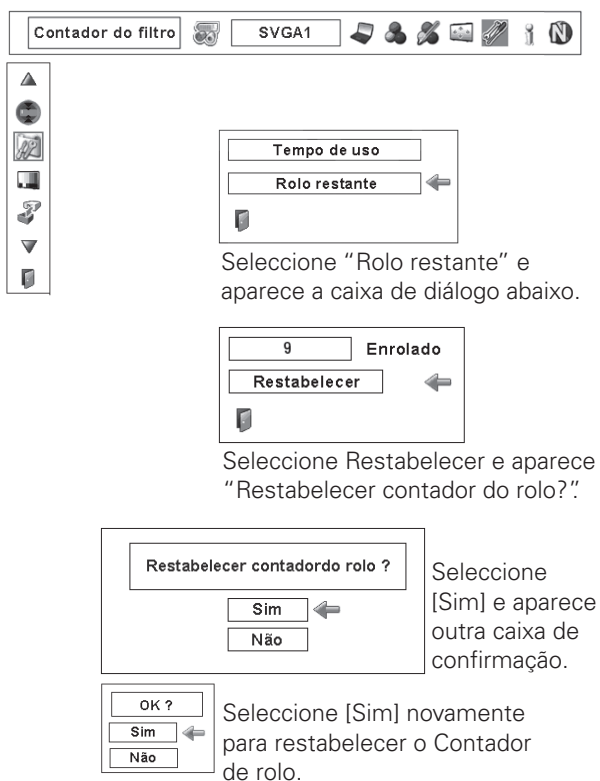 Contador do filtro SVGA1
Tempo de uso
Rolo restante
Seleccione “Rolo restante” e
aparece a caixa de diálogo abaixo.
9 Enrolado
Restabelecer
Seleccione Restabelecer e aparece
“Restabelecer contador do rolo?”.
Restabelecer contadordo rolo ?
Sim
Não
Seleccione
[Sim] e aparece
outra caixa de
confirmação.
OK ?
Sim
Não
Seleccione [Sim] novamente
para restabelecer o Contador
de rolo.